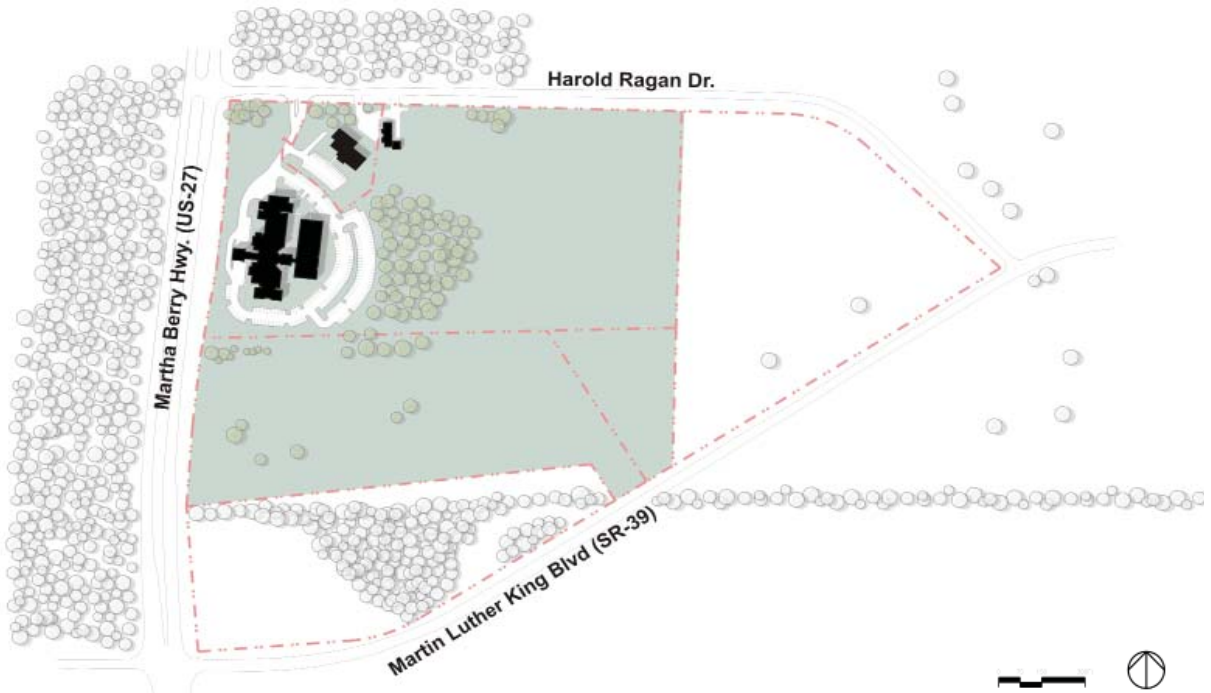 Harold Ragan Dr.
Martha Berry Hwy. (US-27)
Martin Luther King Blvd (SR-39)